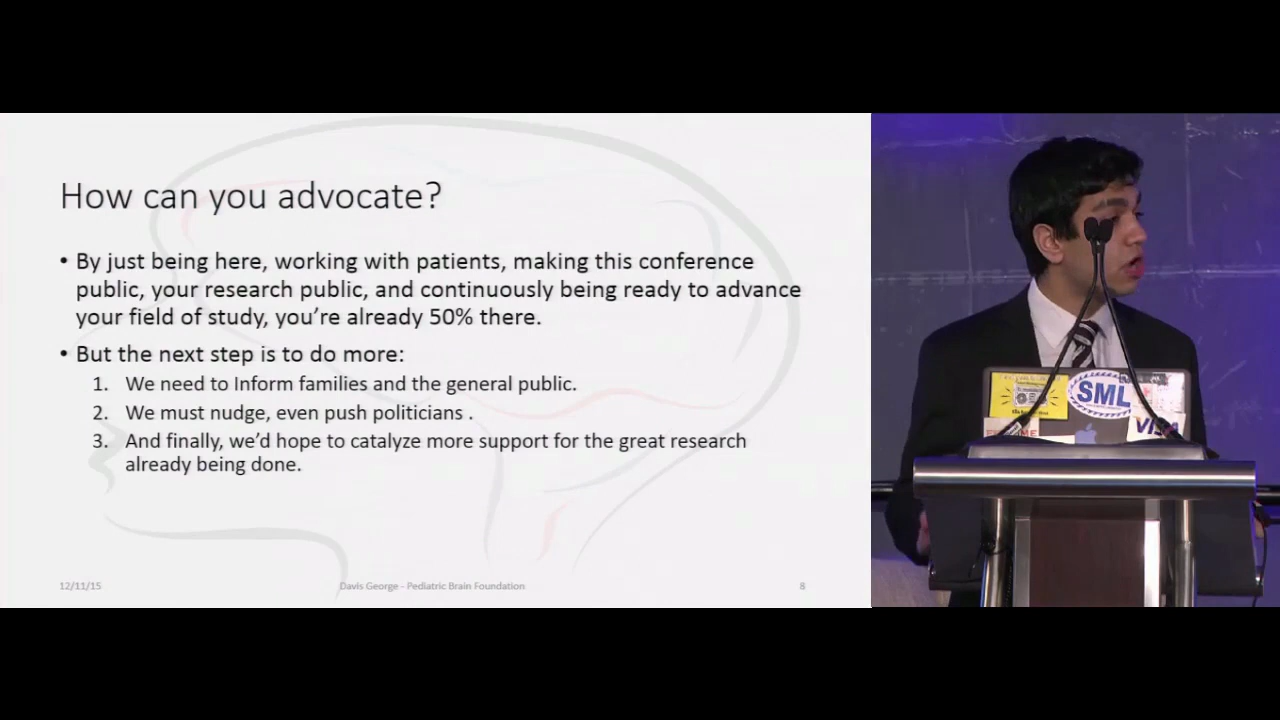 How can you advocate?
• By just being here, working with patients, making this conference
public, your research public, and continuously being ready to advance
your field of study, you’re already 50% there.
• But the next step is to do more:
1. We need to Inform families and the general public.
2. We must nudge, even push politicians .
3. And finally, we’d hope to catalyze more support for the great research
already being done.
12/11/15
Davis George - Pediatric Brain Foundation
8
SML
VISA